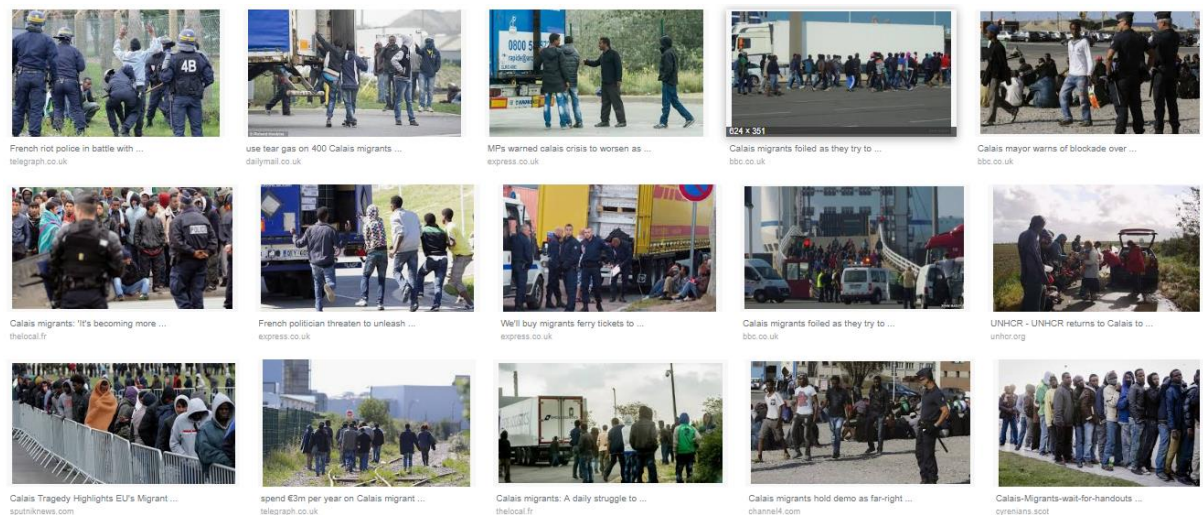 4B
0800 5
624 × 351
French riot police in battle with ...
use tear gas on 400 Calais migrants ...
MPs warned calais crisis to worsen as ...
Calais migrants foiled as they try to ...
Calais mayor warns of blockade over ...
telegraph.co.uk
dailymail.co.uk
express.co.uk
bbc.co.uk
bbc.co.uk
POLICE
Calais migrants: 'It's becoming more ...
French politician threaten to unleash ...
We'll buy migrants ferry tickets to ...
Calais migrants foiled as they try to ...
UNHCR - UNHCR returns to Calais to ...
thelocal.fr
express.co.uk
express.co.uk
bbc.co.uk
unhcr.org
Calais Tragedy Highlights EU's Migrant ...
spend €3m per year on Calais migrant ...
Calais migrants: A daily struggle to ...
Calais migrants hold demo as far-right ...
Calais-Migrants-wait-for-handouts ...
sputniknews.com
telegraph.co.uk
thelocal.fr
channel4.com
cyrenians.scot